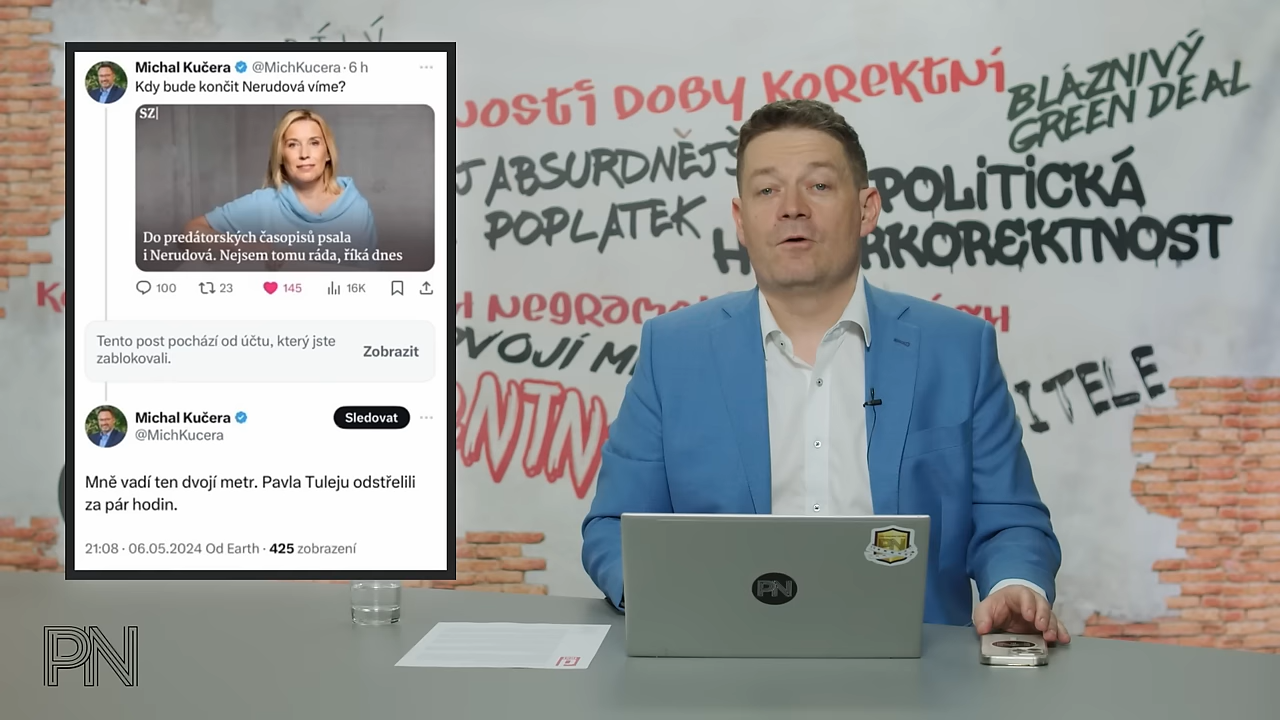 Michal Kučera @MichKucera · 6 h
Kdy bude končit Nerudová víme?
SZ|
Do predátorských časopisů psala
i Nerudová. Nejsem tomu ráda, říká dnes
100 23 145 16K
Tento post pochází od účtu, který jste
zablokovali.
Zobrazit
Michal Kučera
@MichKucera
Sledovat
Mně vadí ten dvojí metr. Pavla Tuleju odstřelili
za pár hodin.
21:08 · 06.05.2024 Od Earth · 425 zobrazení
DOBY KOREKTNÍ
BLÁZNIVÝ
GREEN DEAL
POPLATEK
POLITICKÁ
PN
PN